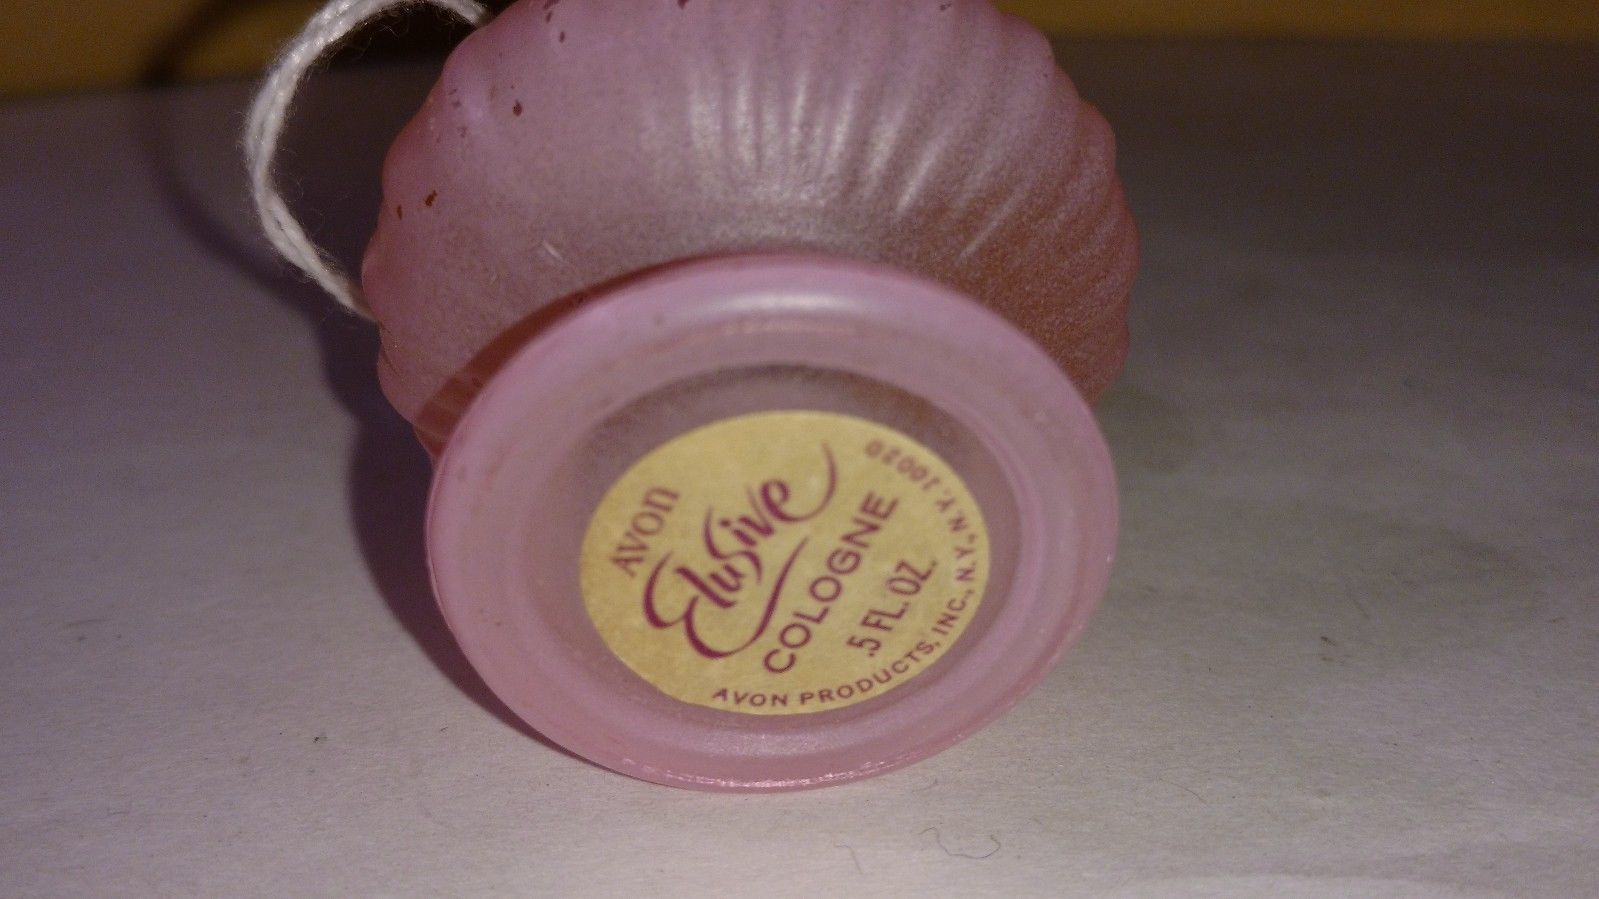 AVON
Elusive
COLOGNE
.5 FL. OZ.
AVON PRODUCTS, INC., N.Y., N.Y. 10020